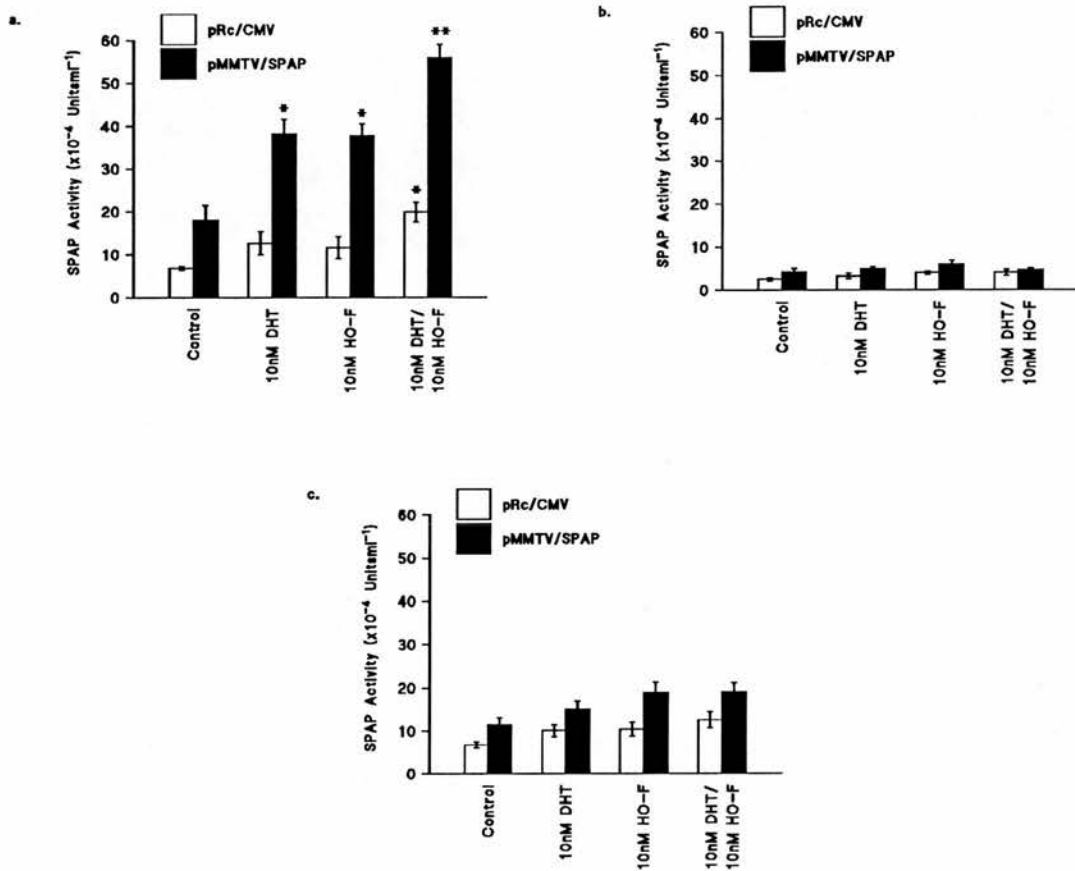 a.
pRc/CMV
pMMTV/SPAP
SPAP Activity (x10⁻⁴ Unitsml⁻¹)
60
50
40
30
20
10
0
*
*
*
**
Control
10nM DHT
10nM HO-F
10nM DHT/
10nM HO-F
b.
pRc/CMV
pMMTV/SPAP
SPAP Activity (x10⁻⁴ Unitsml⁻¹)
60
50
40
30
20
10
0
Control
10nM DHT
10nM HO-F
10nM DHT/
10nM HO-F
c.
pRc/CMV
pMMTV/SPAP
SPAP Activity (x10⁻⁴ Unitsml⁻¹)
60
50
40
30
20
10
0
Control
10nM DHT
10nM HO-F
10nM DHT/
10nM HO-F